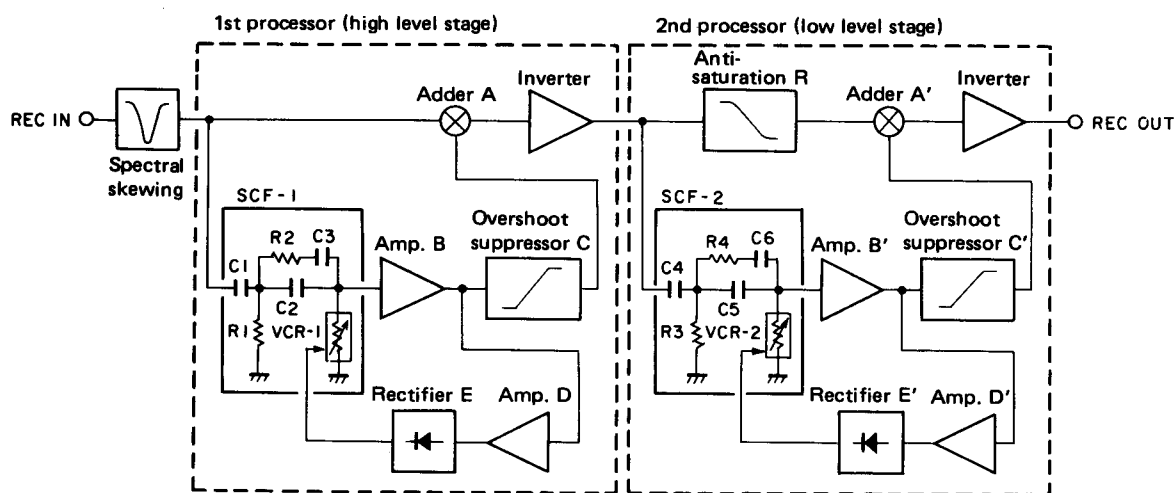 1st processor (high level stage)
2nd processor (low level stage)
REC IN
Spectral
skewing
Adder A
Inverter
Anti-
saturation R
Adder A'
Inverter
REC OUT
SCF-1
R2
C3
C1
C2
R1
VCR-1
Amp. B
Overshoot
suppressor C
Rectifier E
Amp. D
SCF-2
R4
C6
C4
C5
R3
VCR-2
Amp. B'
Overshoot
suppressor C'
Rectifier E'
Amp. D'